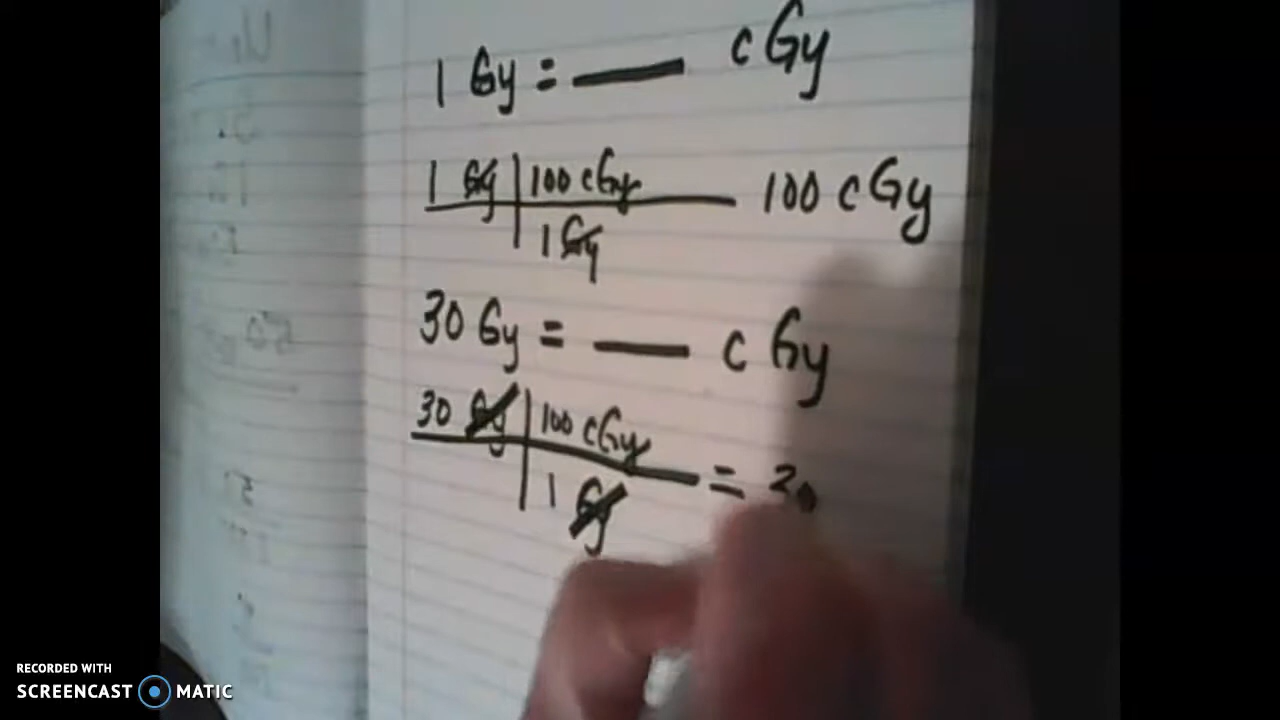 1 Gy = ___ cGy
1 Gy | 100 cGy 100 cGy
1 Gy
30 Gy = ___ cGy
30 Gy | 100 cGy =
1 Gy
RECORDED WITH
SCREENCAST MATIC